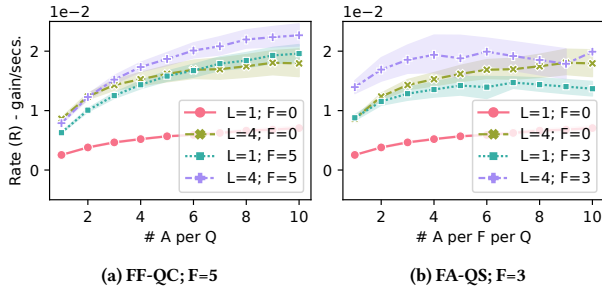 1e−2
1e−2
Rate (R) - gain/secs.
2
1
0
L=1; F=0
L=4; F=0
L=1; F=5
L=4; F=5
2 4 6 8 10
# A per Q
2
1
0
L=1; F=0
L=4; F=0
L=1; F=3
L=4; F=3
2 4 6 8 10
# A per F per Q
(a) FF-QC; F=5
(b) FA-QS; F=3